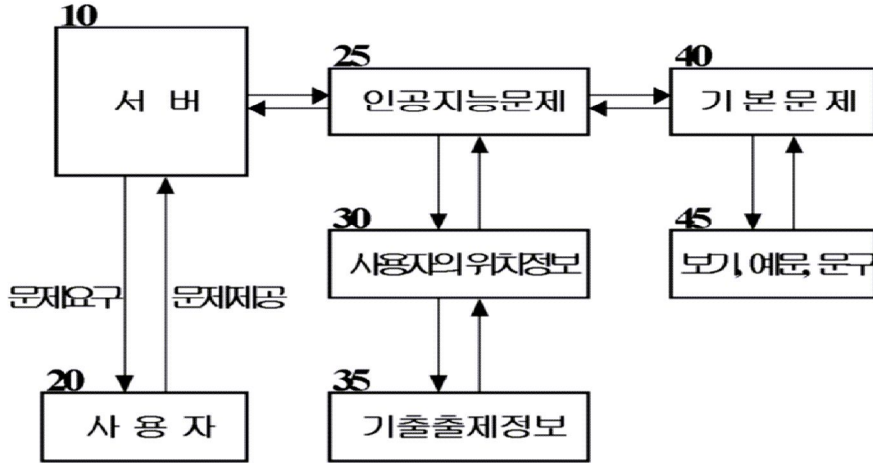 10
서 버
25
인공지능문제
40
기 본 문 제
30
사용자의 위치정보
45
보기, 예문, 문구
문제요구
문제제공
20
사 용 자
35
기출출제정보